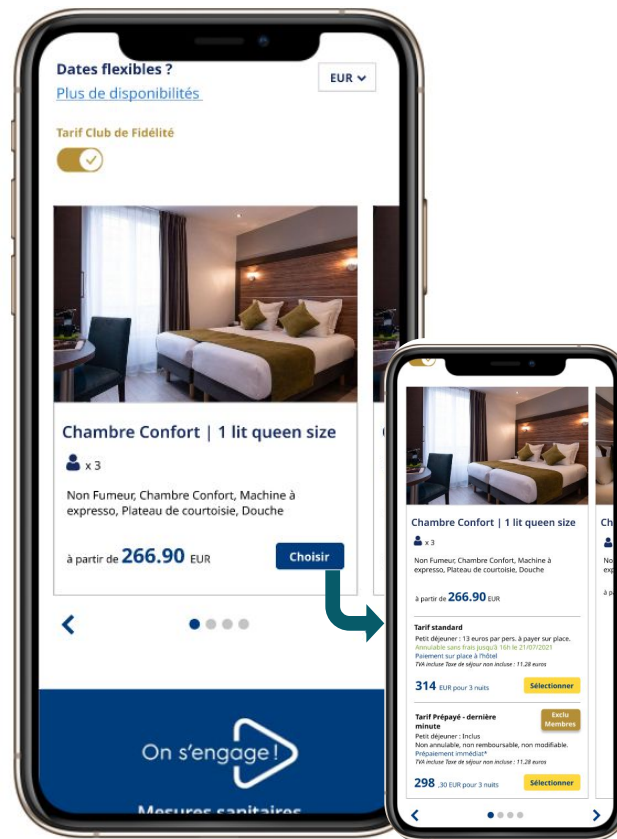 Dates flexibles ?
EUR
Plus de disponibilités
Tarif Club de Fidélité
Chambre Confort | 1 lit queen size
x 3
Non Fumeur, Chambre Confort, Machine à
expresso, Plateau de courtoisie, Douche
à partir de 266.90 EUR
Choisir
On s'engage !
Mesures sanitaires
Chambre Confort | 1 lit queen size
Ch
x 3
Non Fumeur, Chambre Confort, Machine à
expresso, Plateau de courtoisie, Douche
No
exp
à partir de 266.90 EUR
à pa
Tarif standard
Petit déjeuner : 13 euros par pers. à payer sur place.
Annulable sans frais jusqu'à 16h le 21/07/2021
Paiement sur place à l'hôtel
TVA incluse Taxe de séjour non incluse : 11.28 euros
314 EUR pour 3 nuits
Sélectionner
Tarif Prépayé - dernière
minute
Exclu
Membres
Petit déjeuner : Inclus
Non annulable, non remboursable, non modifiable.
Prépaiement immédiat*
TVA incluse Taxe de séjour non incluse : 11.28 euros
298 ,30 EUR pour 3 nuits
Sélectionner